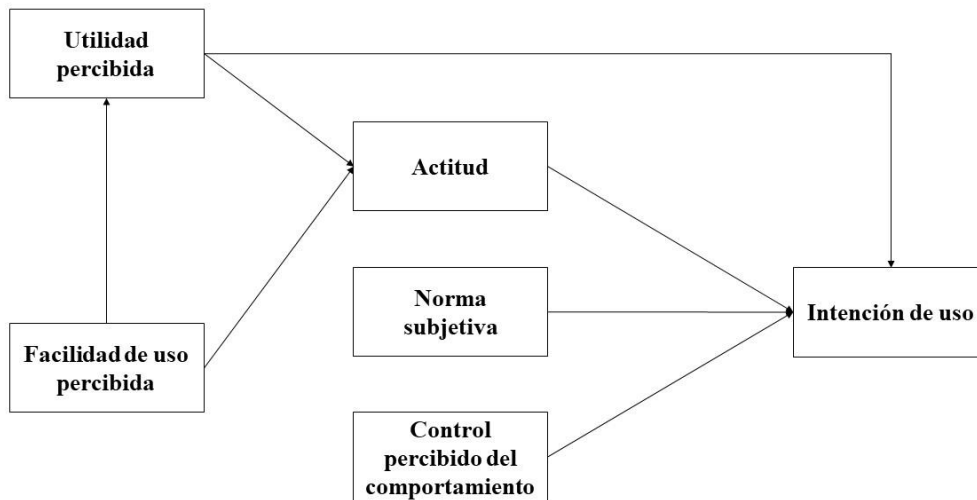 Utilidad
percibida
Actitud
Norma
subjetiva
Intención de uso
Facilidad de uso
percibida
Control
percibido del
comportamiento